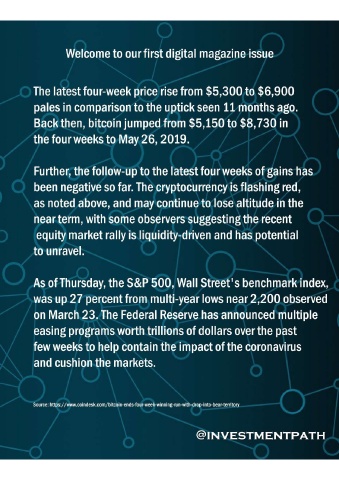 Welcome to our first digital magazine issue
The latest four-week price rise from $5,300 to $6,900
pales in comparison to the uptick seen 11 months ago.
Back then, bitcoin jumped from $5,150 to $8,730 in
the four weeks to May 26, 2019.
Further, the follow-up to the latest four weeks of gains has
been negative so far. The cryptocurrency is flashing red,
as noted above, and may continue to lose altitude in the
near term, with some observers suggesting the recent
equity market rally is liquidity-driven and has potential
to unravel.
As of Thursday, the S&P 500, Wall Street's benchmark index,
was up 27 percent from multi-year lows near 2,200 observed
on March 23. The Federal Reserve has announced multiple
easing programs worth trillions of dollars over the past
few weeks to help contain the impact of the coronavirus
and cushion the markets.
Source: https://www.coindesk.com/bitcoin-ends-four-week-winning-run-with-drop-into-bear-territory
@INVESTMENTPATH